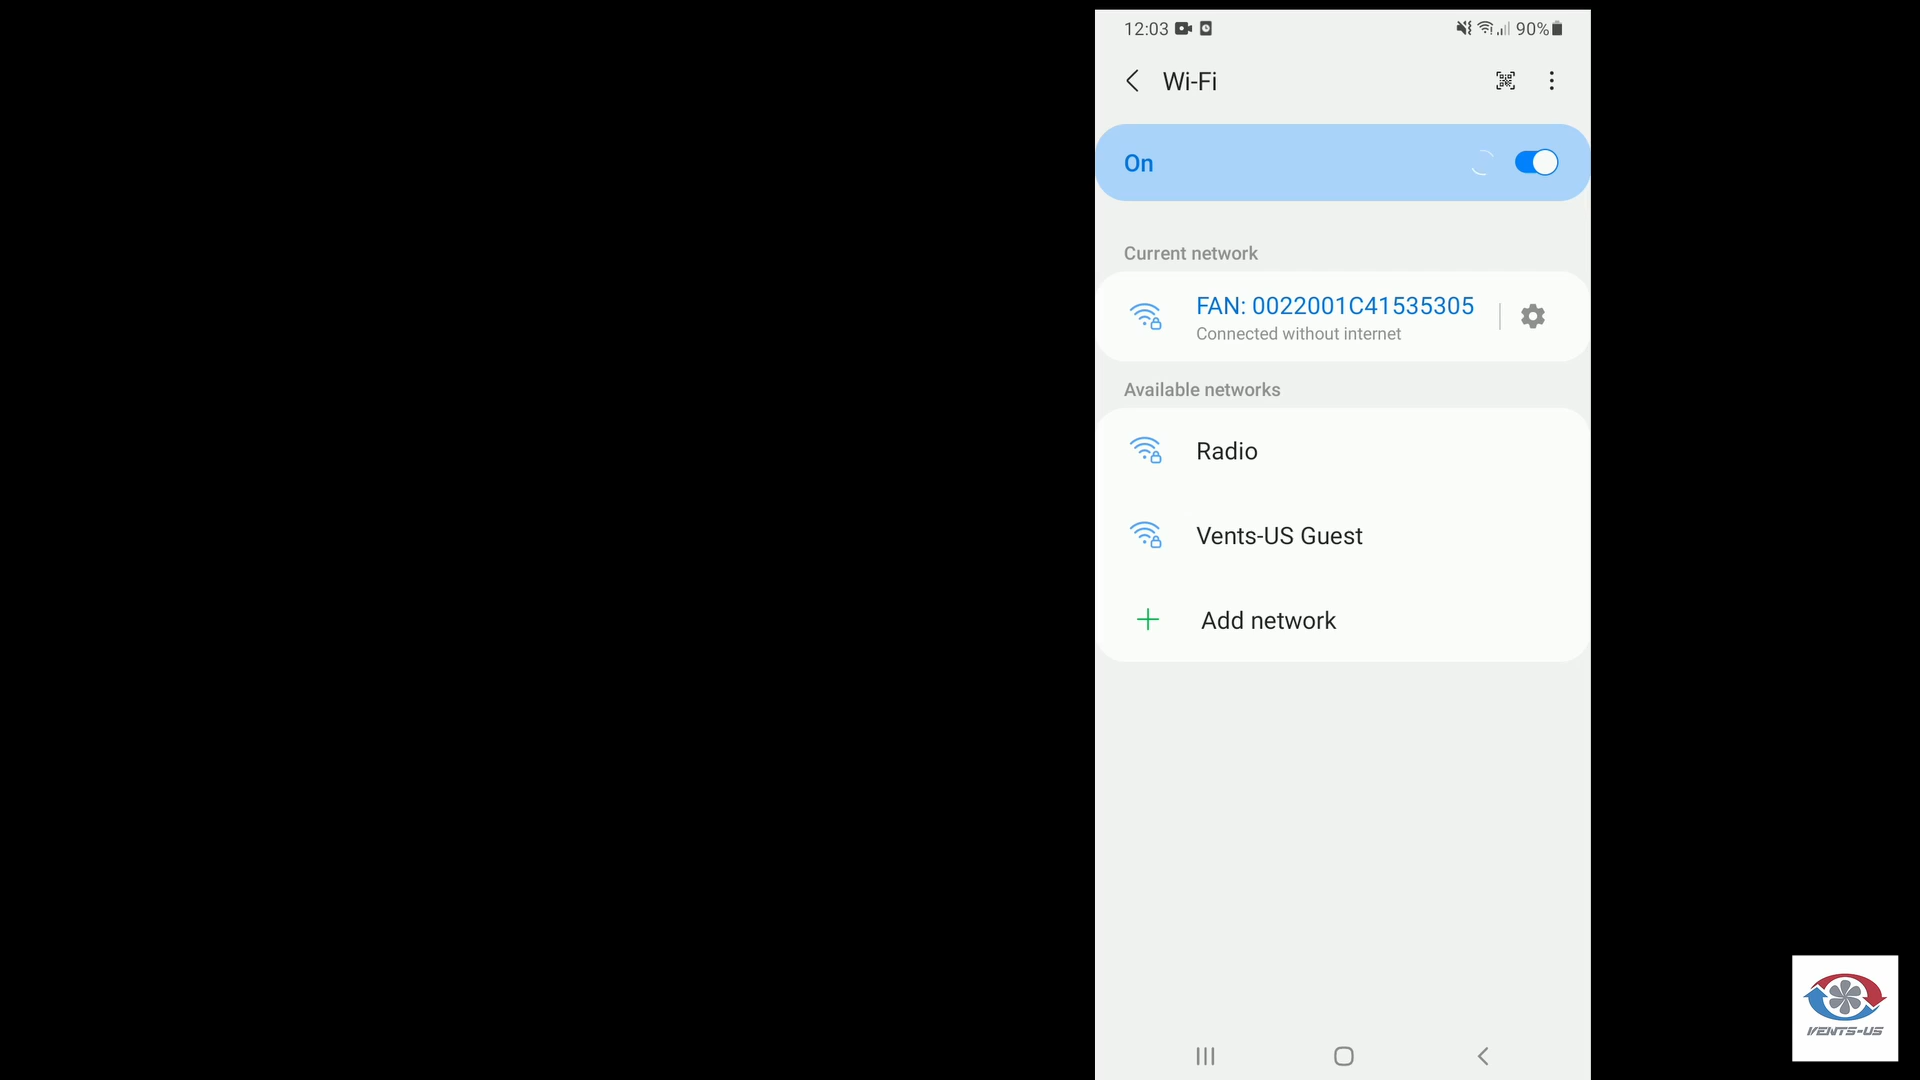 12:03
90%
Wi-Fi
On
Current network
FAN: 0022001C41535305
Connected without internet
Available networks
Radio
Vents-US Guest
Add network
VENTS-US